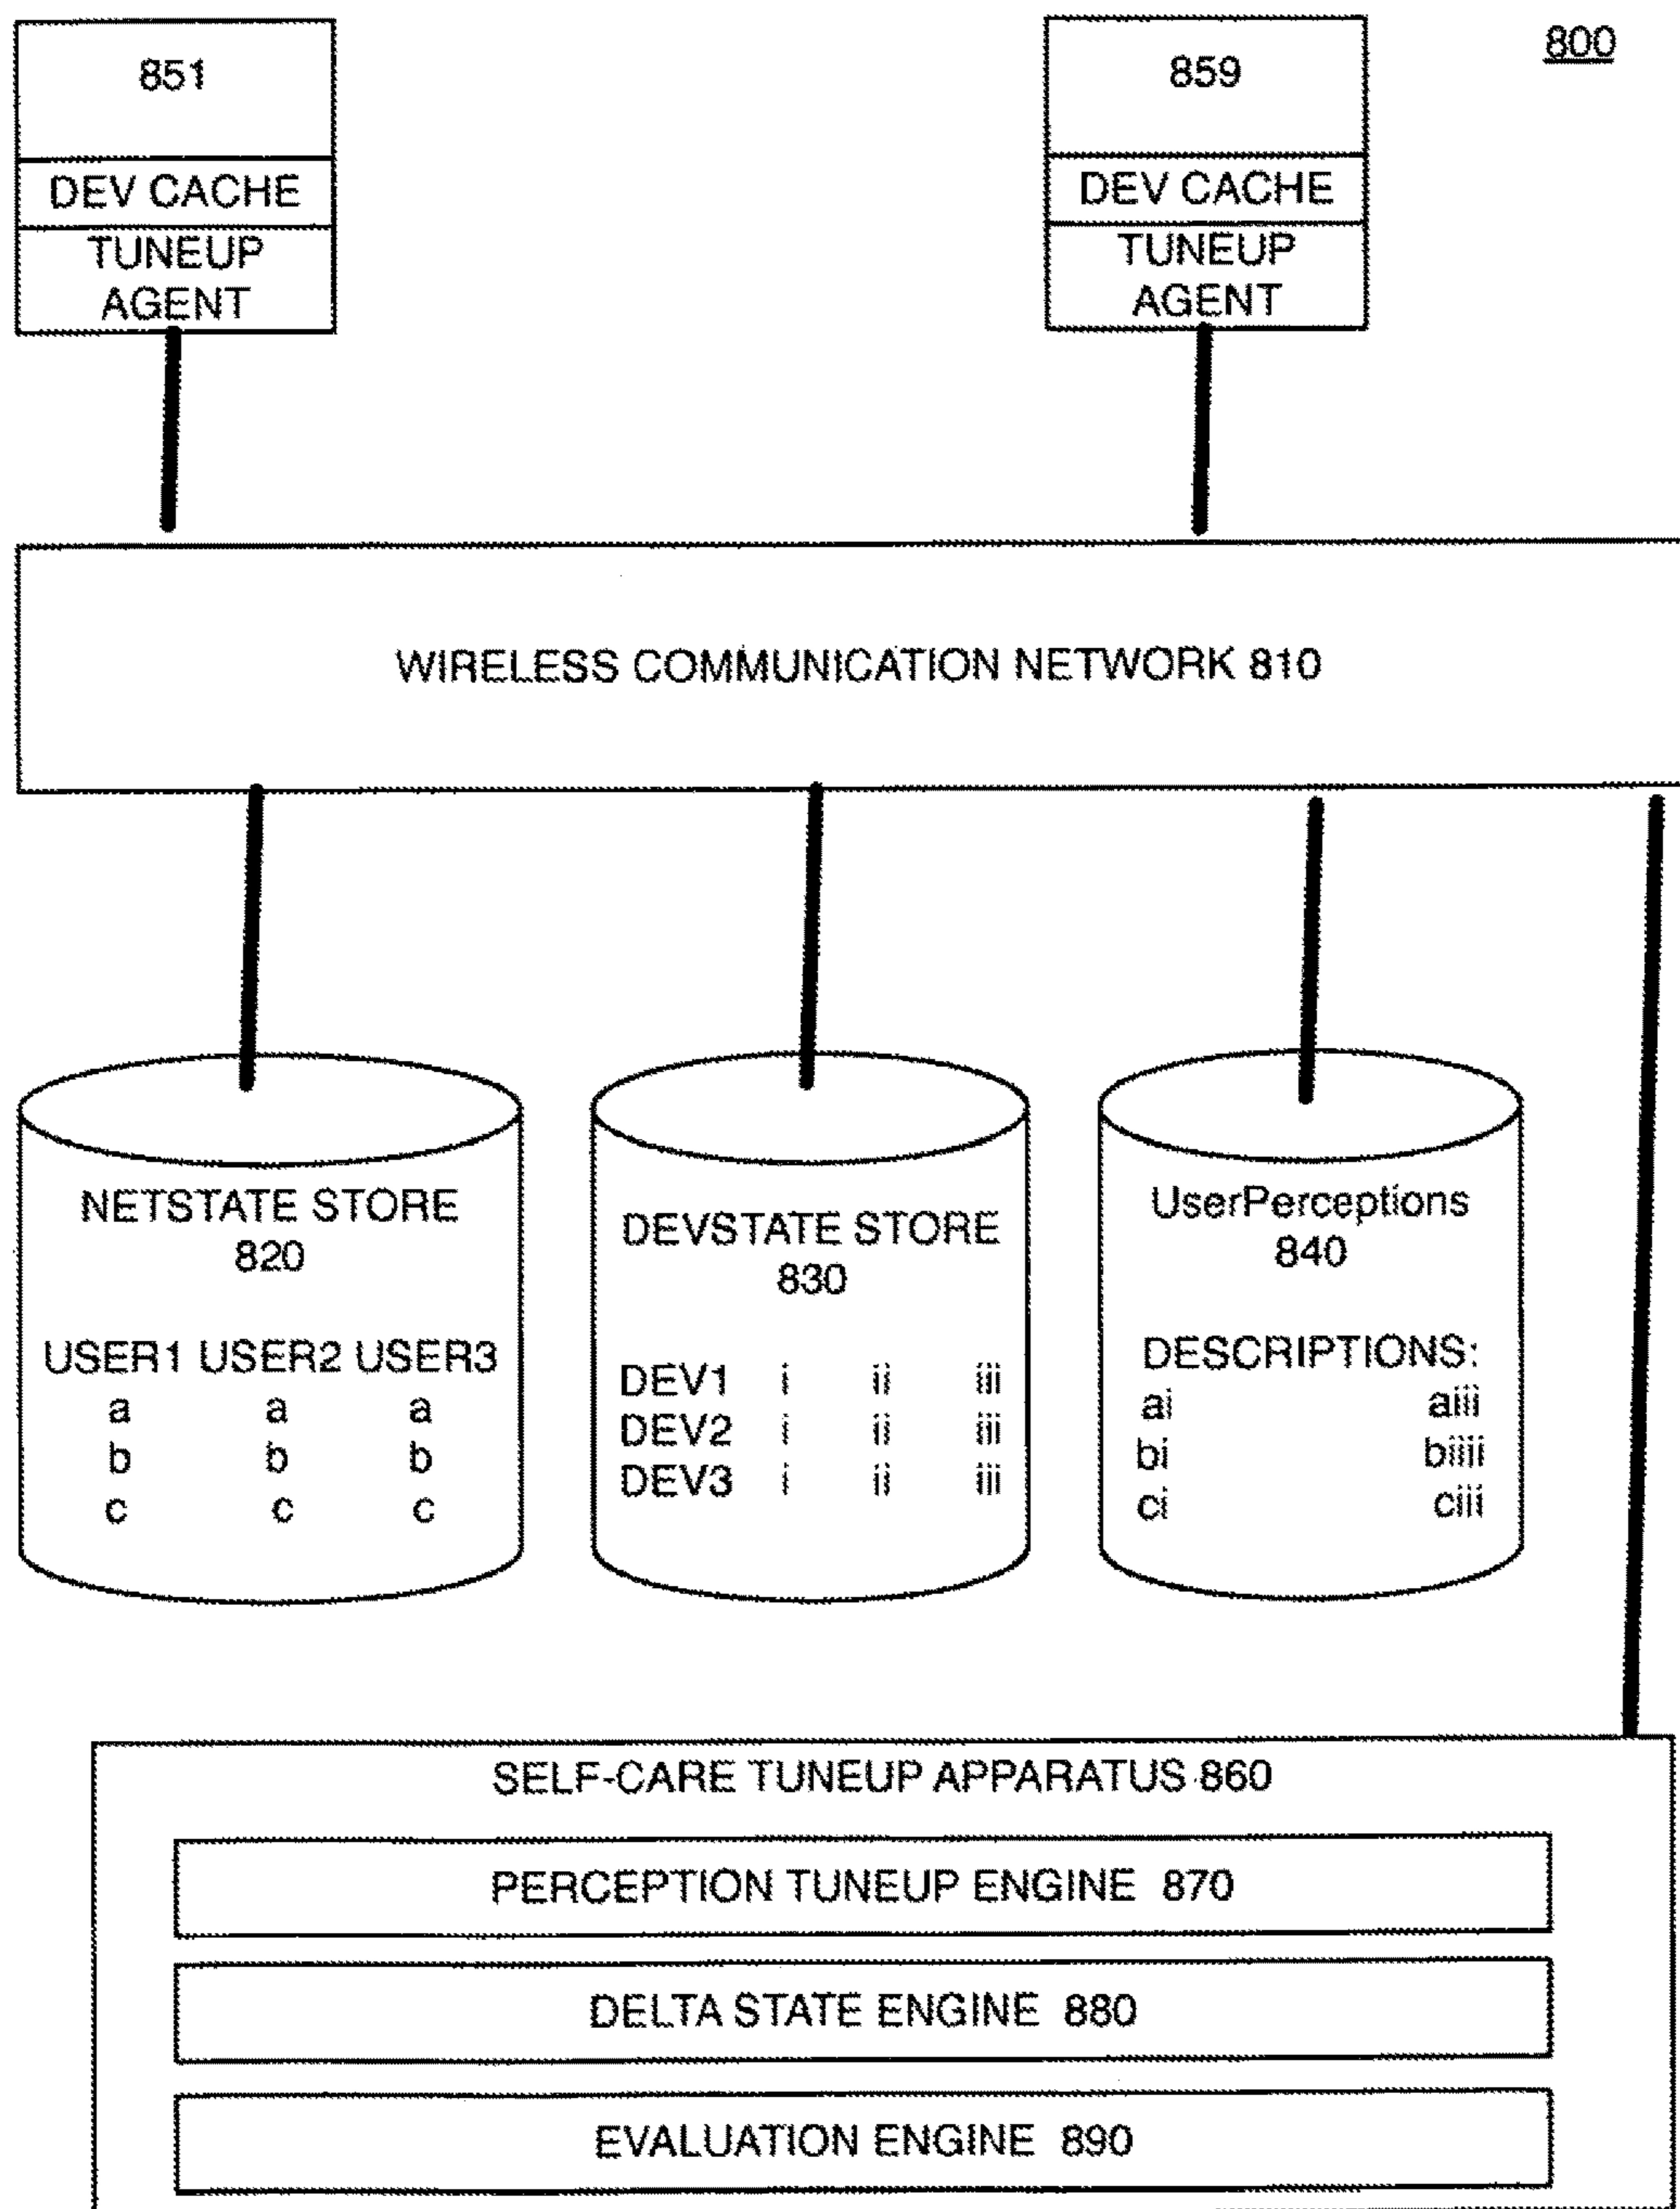 800
851
DEV CACHE
TUNEUP
AGENT
859
DEV CACHE
TUNEUP
AGENT
WIRELESS COMMUNICATION NETWORK 810
NETSTATE STORE
820
USER1 USER2 USER3
a a a
b b b
c c c
DEVSTATE STORE
830
DEV1 i ii iii
DEV2 i ii iii
DEV3 i ii iii
UserPerceptions
840
DESCRIPTIONS:
ai aiii
bi biiii
ci ciii
SELF-CARE TUNEUP APPARATUS 860
PERCEPTION TUNEUP ENGINE 870
DELTA STATE ENGINE 880
EVALUATION ENGINE 890